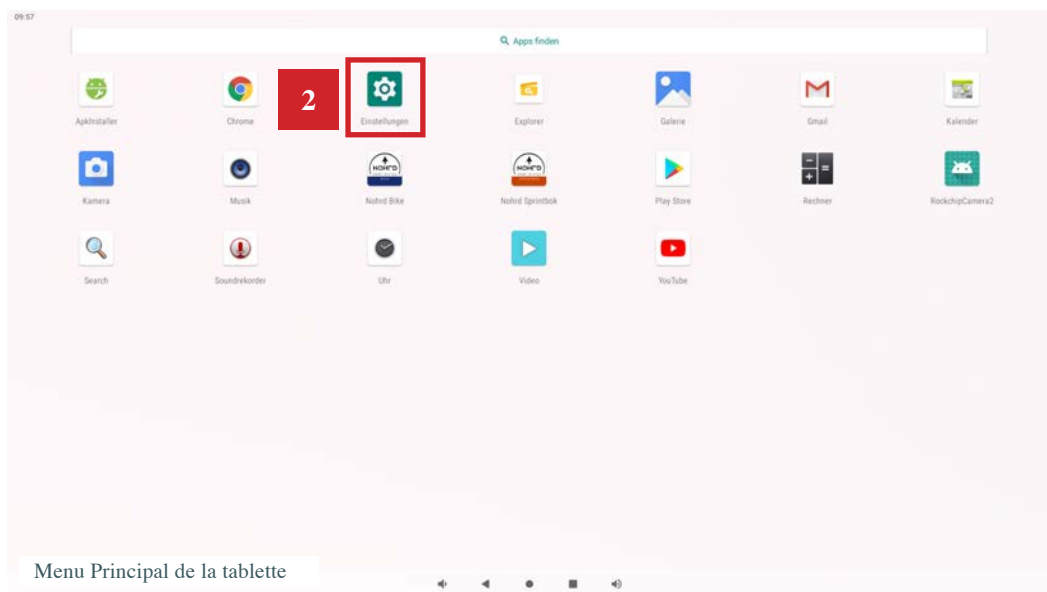 09:57
Apps finden
2
ApkInstaller
Chrome
Einstellungen
Explorer
Galerie
Gmail
Kalender
Kamera
Musik
Nohrd Bike
Nohrd Sprintbok
Play Store
Rechner
RockchipCamera2
Search
Soundrekorder
Uhr
Video
YouTube
Menu Principal de la tablette